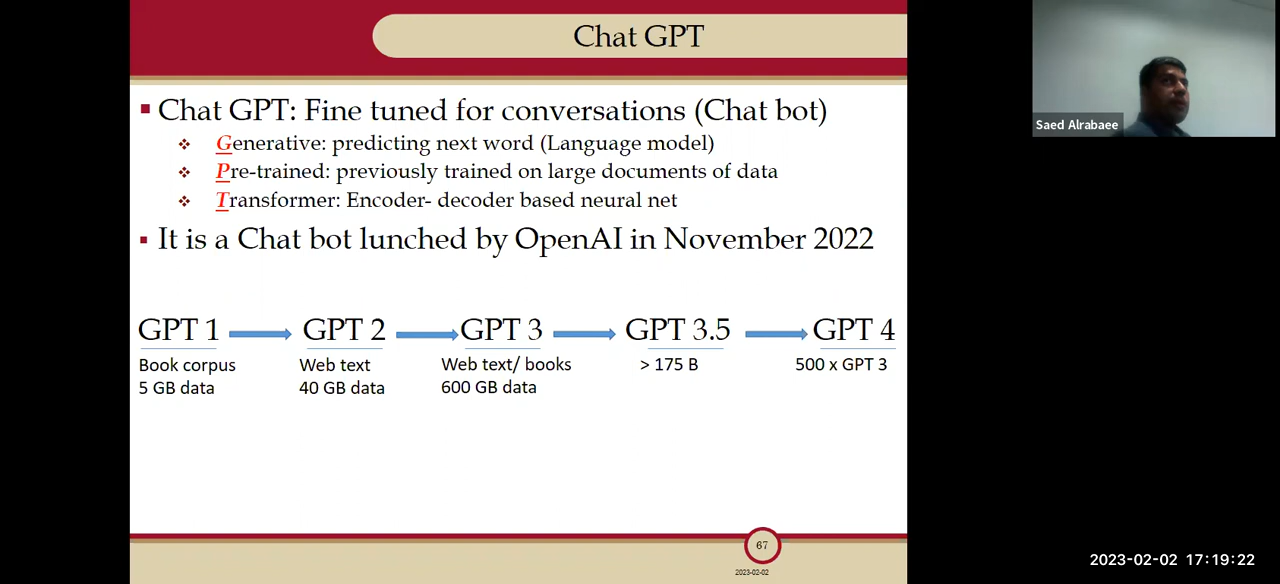 Chat GPT
Chat GPT: Fine tuned for conversations (Chat bot)
Generative: predicting next word (Language model)
Pre-trained: previously trained on large documents of data
Transformer: Encoder- decoder based neural net
It is a Chat bot lunched by OpenAI in November 2022
GPT 1 GPT 2 GPT 3 GPT 3.5 GPT 4
Book corpus Web text Web text/ books > 175 B 500 x GPT 3
5 GB data 40 GB data 600 GB data
67
2023-02-02
Saed Alrabaee
2023-02-02 17:19:22